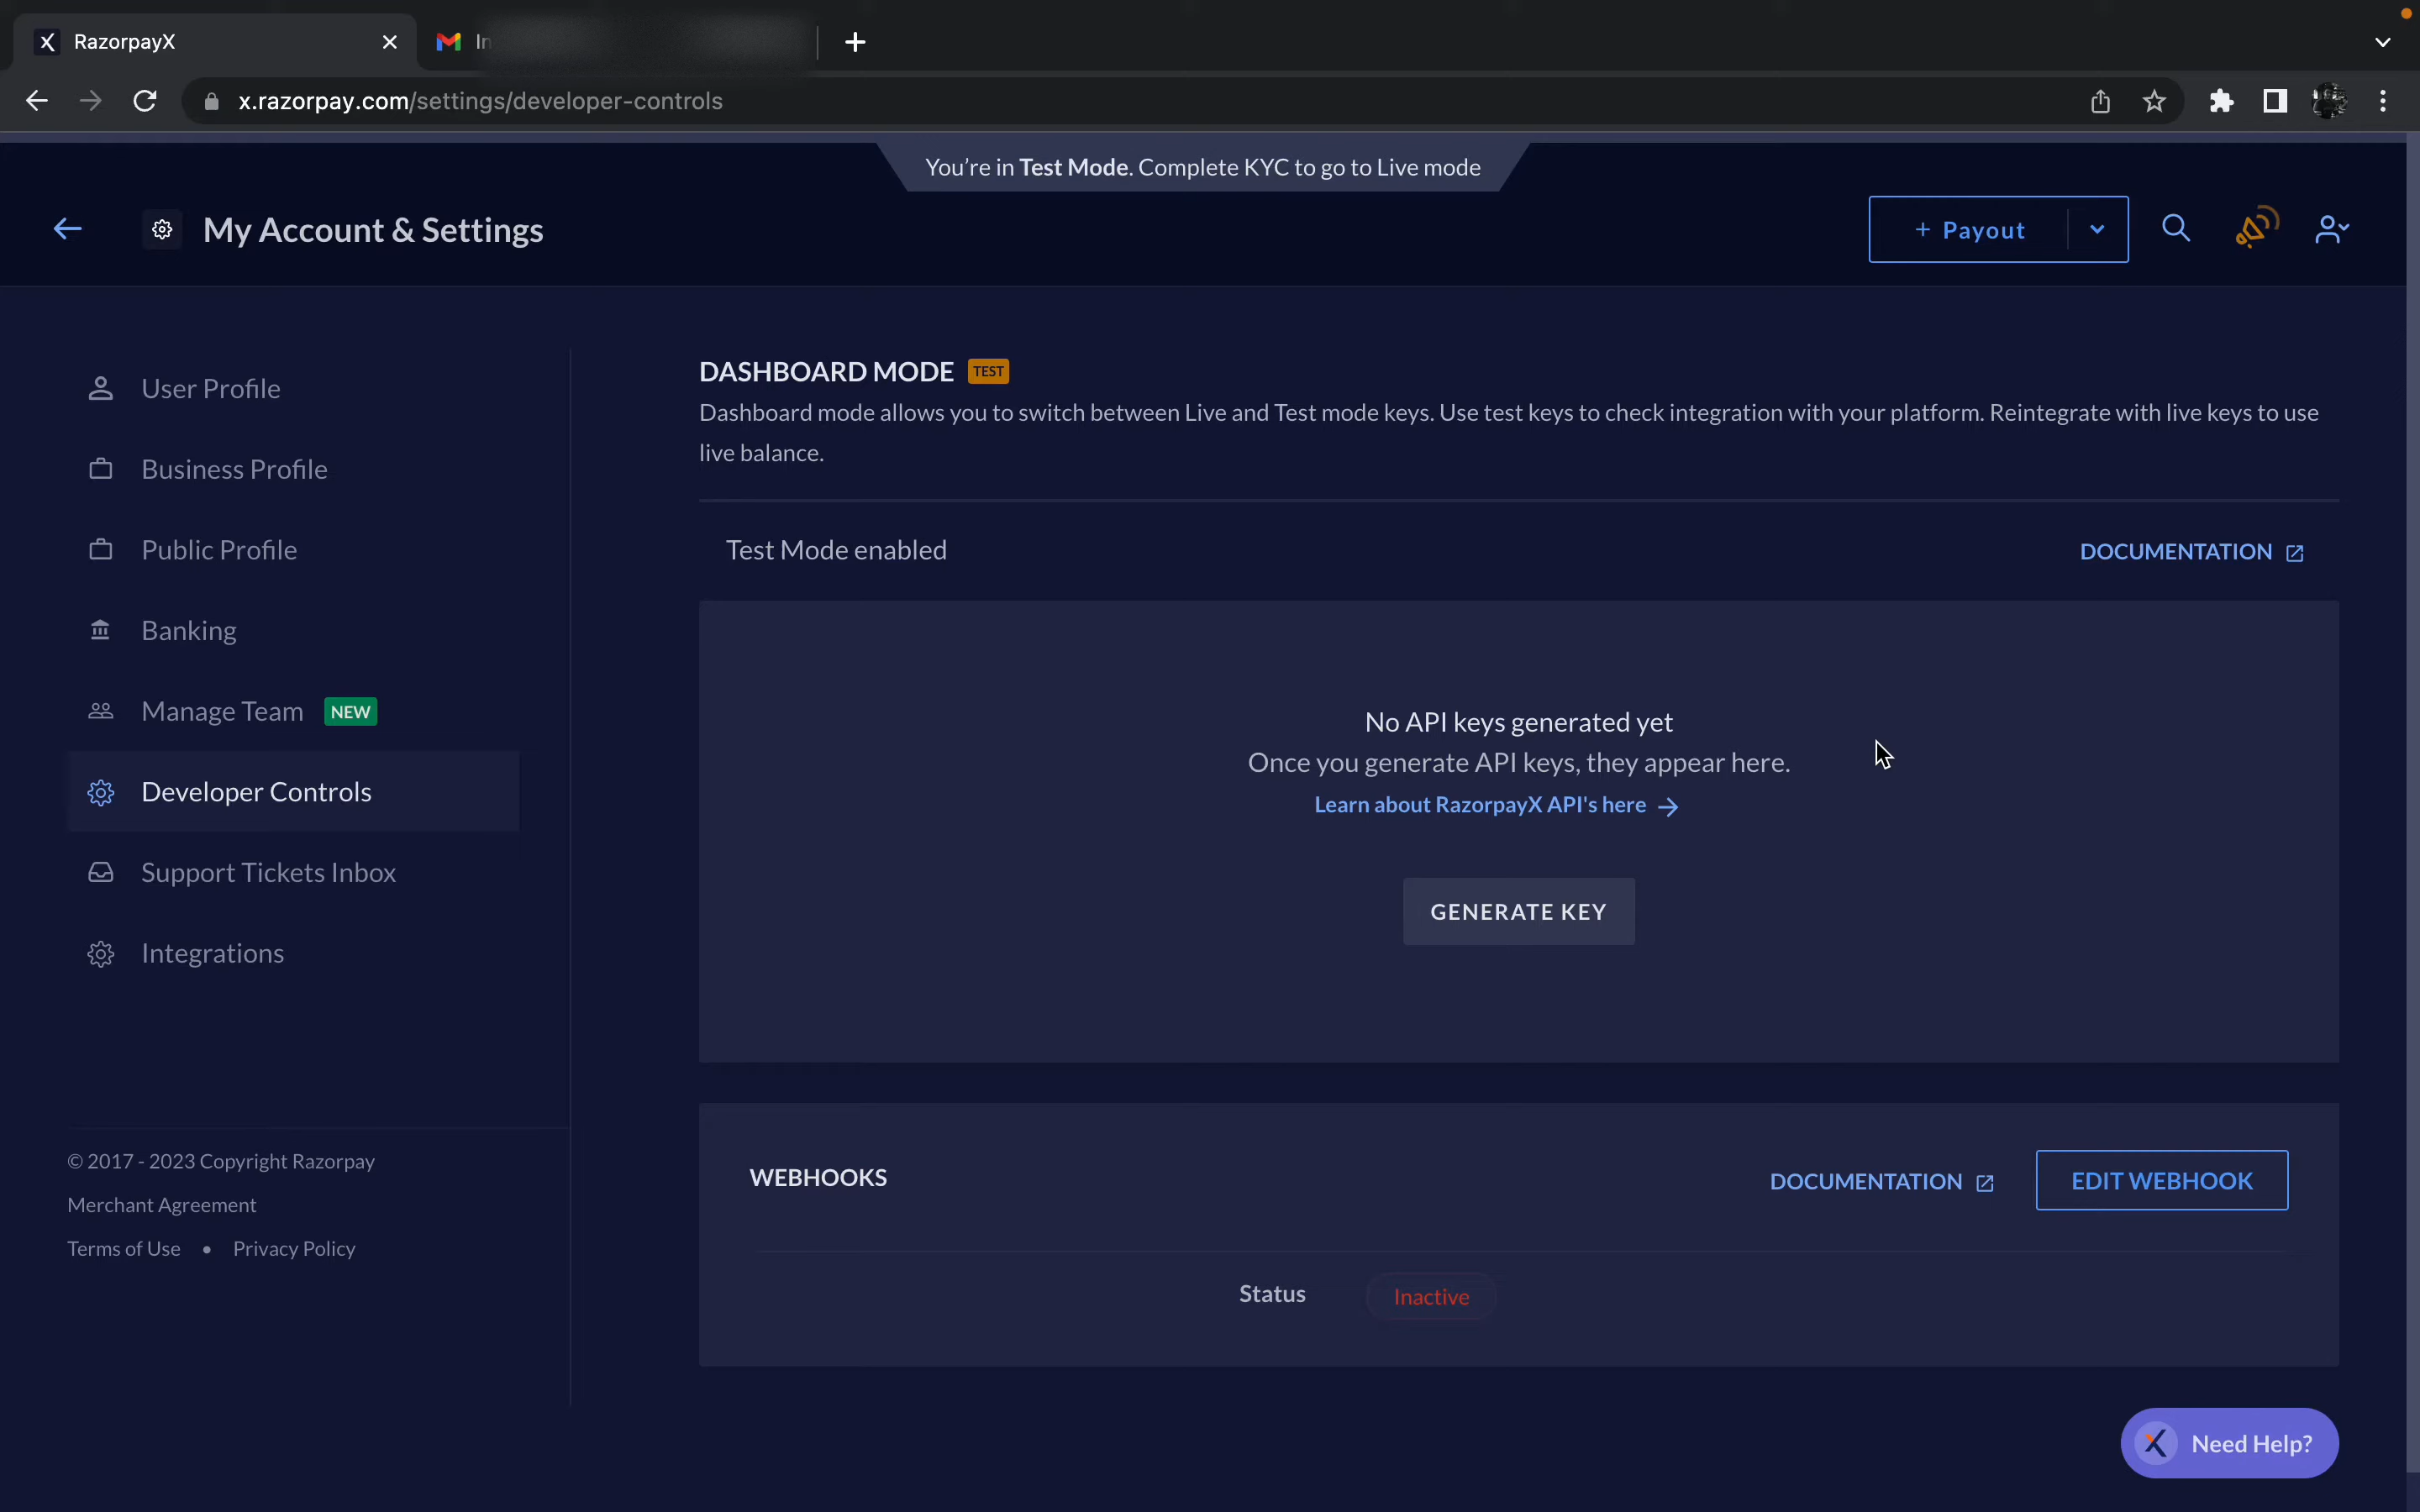 RazorpayX
In
x.razorpay.com/settings/developer-controls
You're in Test Mode. Complete KYC to go to Live mode
My Account & Settings
+ Payout
User Profile
Business Profile
Public Profile
Banking
Manage Team NEW
Developer Controls
Support Tickets Inbox
Integrations
© 2017 - 2023 Copyright Razorpay
Merchant Agreement
Terms of Use • Privacy Policy
DASHBOARD MODE TEST
Dashboard mode allows you to switch between Live and Test mode keys. Use test keys to check integration with your platform. Reintegrate with live keys to use
live balance.
Test Mode enabled
DOCUMENTATION
No API keys generated yet
Once you generate API keys, they appear here.
Learn about RazorpayX API's here →
GENERATE KEY
WEBHOOKS
DOCUMENTATION
EDIT WEBHOOK
Status Inactive
Need Help?